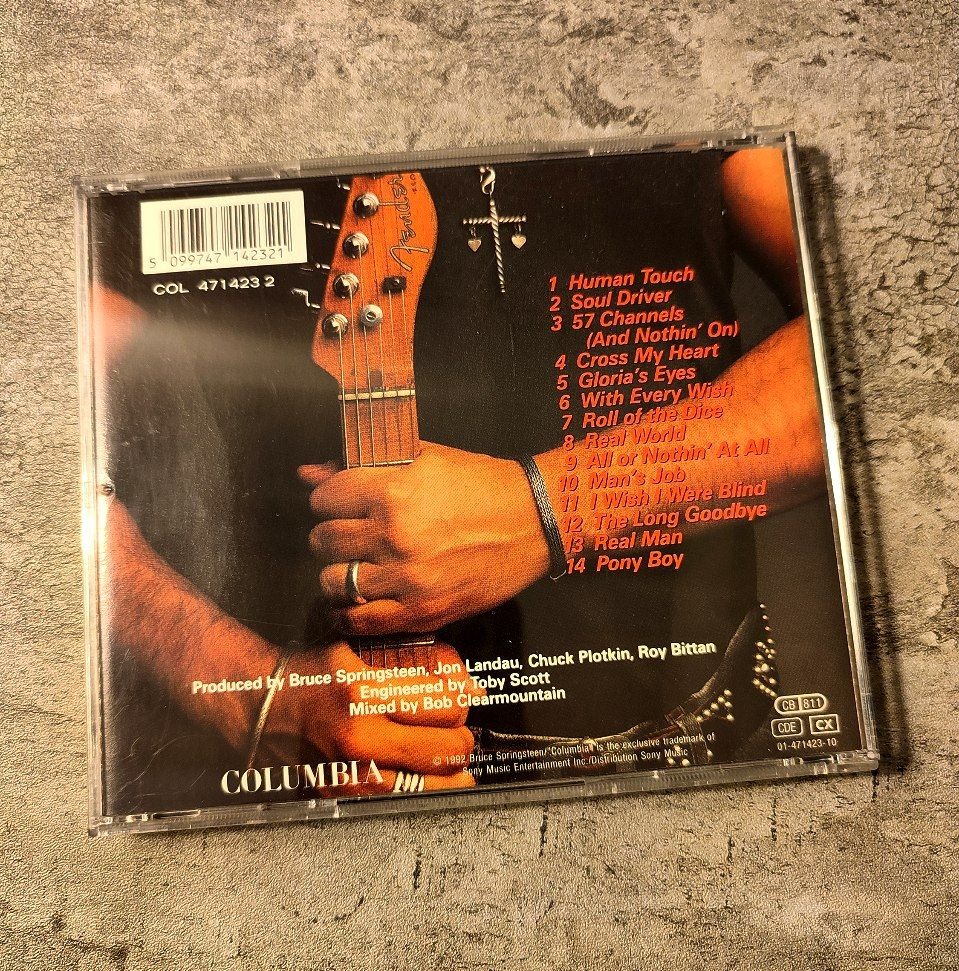 5 099747 142321
COL 471423 2
Fender
1 Human Touch
2 Soul Driver
3 57 Channels
(And Nothin' On)
4 Cross My Heart
5 Gloria's Eyes
6 With Every Wish
7 Roll of the Dice
8 Real World
9 All or Nothin' At All
10 Man's Job
11 I Wish I Were Blind
12 The Long Goodbye
13 Real Man
14 Pony Boy
Produced by Bruce Springsteen, Jon Landau, Chuck Plotkin, Roy Bittan
Engineered by Toby Scott
Mixed by Bob Clearmountain
CB 811
CDE CX
01-471423-10
© 1992 Bruce Springsteen/"Columbia" is the exclusive trademark of
Sony Music Entertainment Inc./Distribution Sony Music
COLUMBIA